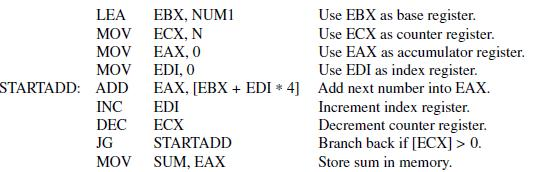 LEA EBX, NUM1 Use EBX as base register.
MOV ECX, N Use ECX as counter register.
MOV EAX, 0 Use EAX as accumulator register.
MOV EDI, 0 Use EDI as index register.
STARTADD: ADD EAX, [EBX + EDI * 4] Add next number into EAX.
INC EDI Increment index register.
DEC ECX Decrement counter register.
JG STARTADD Branch back if [ECX] > 0.
MOV SUM, EAX Store sum in memory.